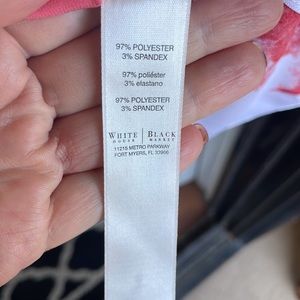 97% POLYESTER
3% SPANDEX
97% poliéster
3% elastano
97% POLYESTER
3% SPANDEX
WHITE | BLACK
HOUSE | MARKET
11215 METRO PARKWAY
FORT MYERS, FL 33966